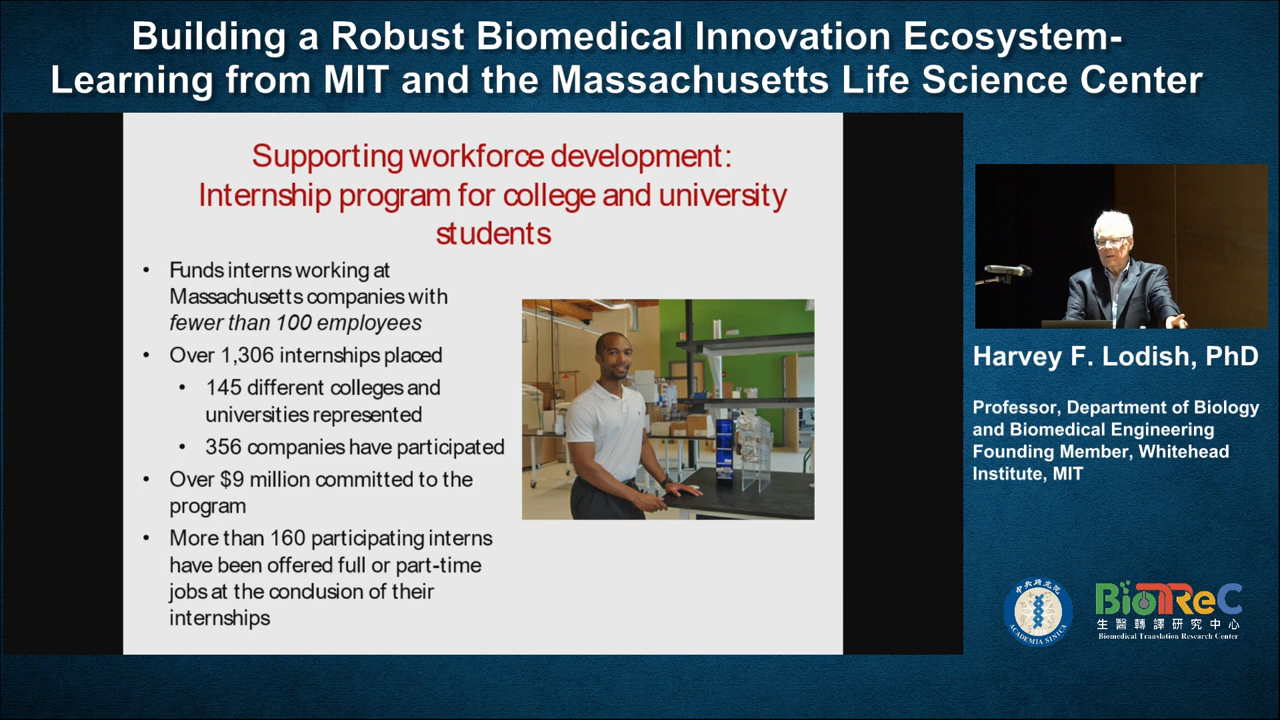 Building a Robust Biomedical Innovation Ecosystem-
Learning from MIT and the Massachusetts Life Science Center
Supporting workforce development:
Internship program for college and university
students
• Funds interns working at
Massachusetts companies with
fewer than 100 employees
• Over 1,306 internships placed
• 145 different colleges and
universities represented
• 356 companies have participated
• Over $9 million committed to the
program
• More than 160 participating interns
have been offered full or part-time
jobs at the conclusion of their
internships
Harvey F. Lodish, PhD
Professor, Department of Biology
and Biomedical Engineering
Founding Member, Whitehead
Institute, MIT
中央研究院
ACADEMIA SINICA
BioTReC
生醫轉譯研究中心
Biomedical Translation Research Center